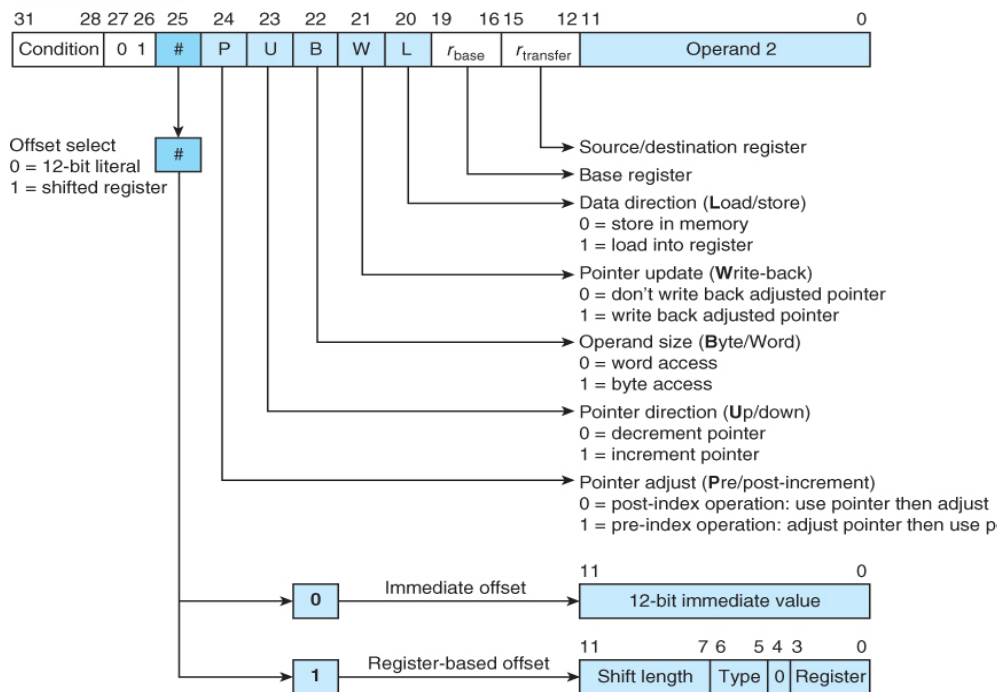 31 28 27 26 25 24 23 22 21 20 19 16 15 12 11 0
Condition 0 1 # P U B W L rbase rtransfer Operand 2
Offset select
0 = 12-bit literal
1 = shifted register
#
Source/destination register
Base register
Data direction (Load/store)
0 = store in memory
1 = load into register
Pointer update (Write-back)
0 = don't write back adjusted pointer
1 = write back adjusted pointer
Operand size (Byte/Word)
0 = word access
1 = byte access
Pointer direction (Up/down)
0 = decrement pointer
1 = increment pointer
Pointer adjust (Pre/post-increment)
0 = post-index operation: use pointer then adjust
1 = pre-index operation: adjust pointer then use p
11 0
0 Immediate offset 12-bit immediate value
11 7 6 5 4 3 0
1 Register-based offset Shift length Type 0 Register